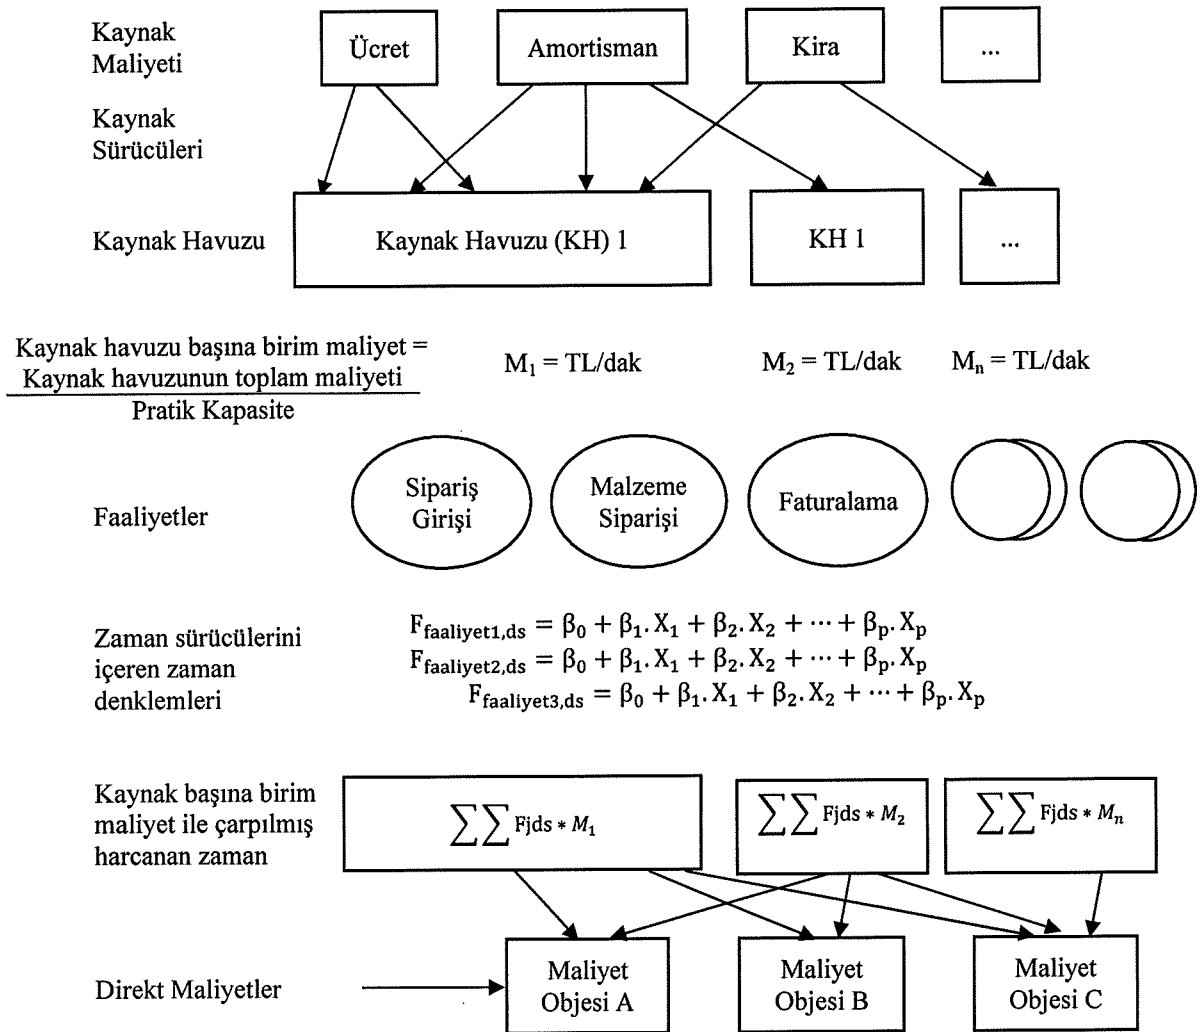 Kaynak
Maliyeti
Ücret
Amortisman
Kira
...
Kaynak
Sürücüleri
Kaynak Havuzu
Kaynak Havuzu (KH) 1
KH 1
...
Kaynak havuzu başına birim maliyet =
Kaynak havuzunun toplam maliyeti
Pratik Kapasite
M₁ = TL/dak
M₂ = TL/dak
Mₙ = TL/dak
Faaliyetler
Sipariş
Girişi
Malzeme
Siparişi
Faturalama
Zaman sürücülerini
içeren zaman
denklemleri
F_faaliyet1,ds = β₀ + β₁. X₁ + β₂. X₂ + ⋯ + βₚ. Xₚ
F_faaliyet2,ds = β₀ + β₁. X₁ + β₂. X₂ + ⋯ + βₚ. Xₚ
F_faaliyet3,ds = β₀ + β₁. X₁ + β₂. X₂ + ⋯ + βₚ. Xₚ
Kaynak başına birim
maliyet ile çarpılmış
harcanan zaman
∑∑ Fjds * M₁
∑∑ Fjds * M₂
∑∑ Fjds * Mₙ
Direkt Maliyetler
Maliyet
Objesi A
Maliyet
Objesi B
Maliyet
Objesi C